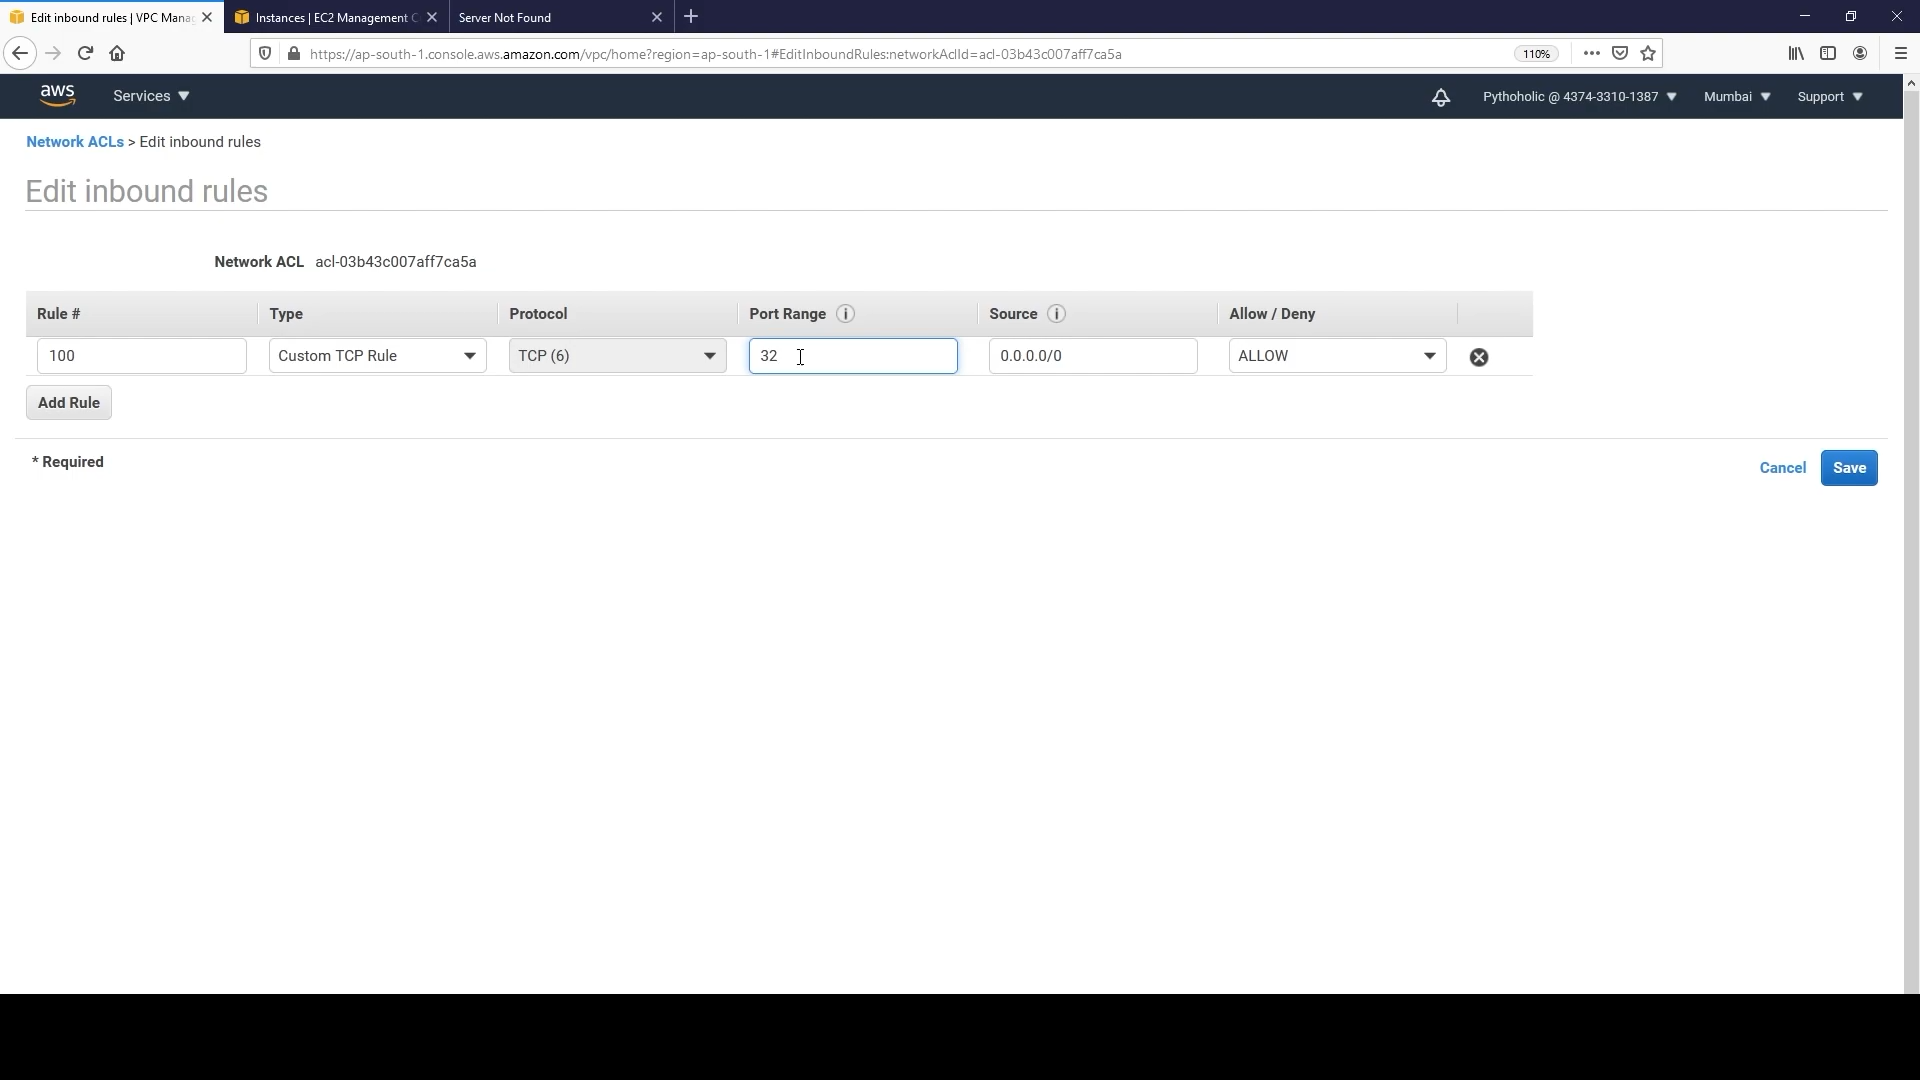 Edit inbound rules | VPC Mana
Instances | EC2 Management C
Server Not Found
https://ap-south-1.console.aws.amazon.com/vpc/home?region=ap-south-1#EditInboundRules:networkAclId=acl-03b43c007aff7ca5a
110%
aws
Services
Pythoholic @ 4374-3310-1387
Mumbai
Support
Network ACLs > Edit inbound rules
Edit inbound rules
Network ACL acl-03b43c007aff7ca5a
Rule # Type Protocol Port Range i Source i Allow / Deny
100 Custom TCP Rule TCP (6) 32 0.0.0.0/0 ALLOW
Add Rule
* Required
Cancel
Save